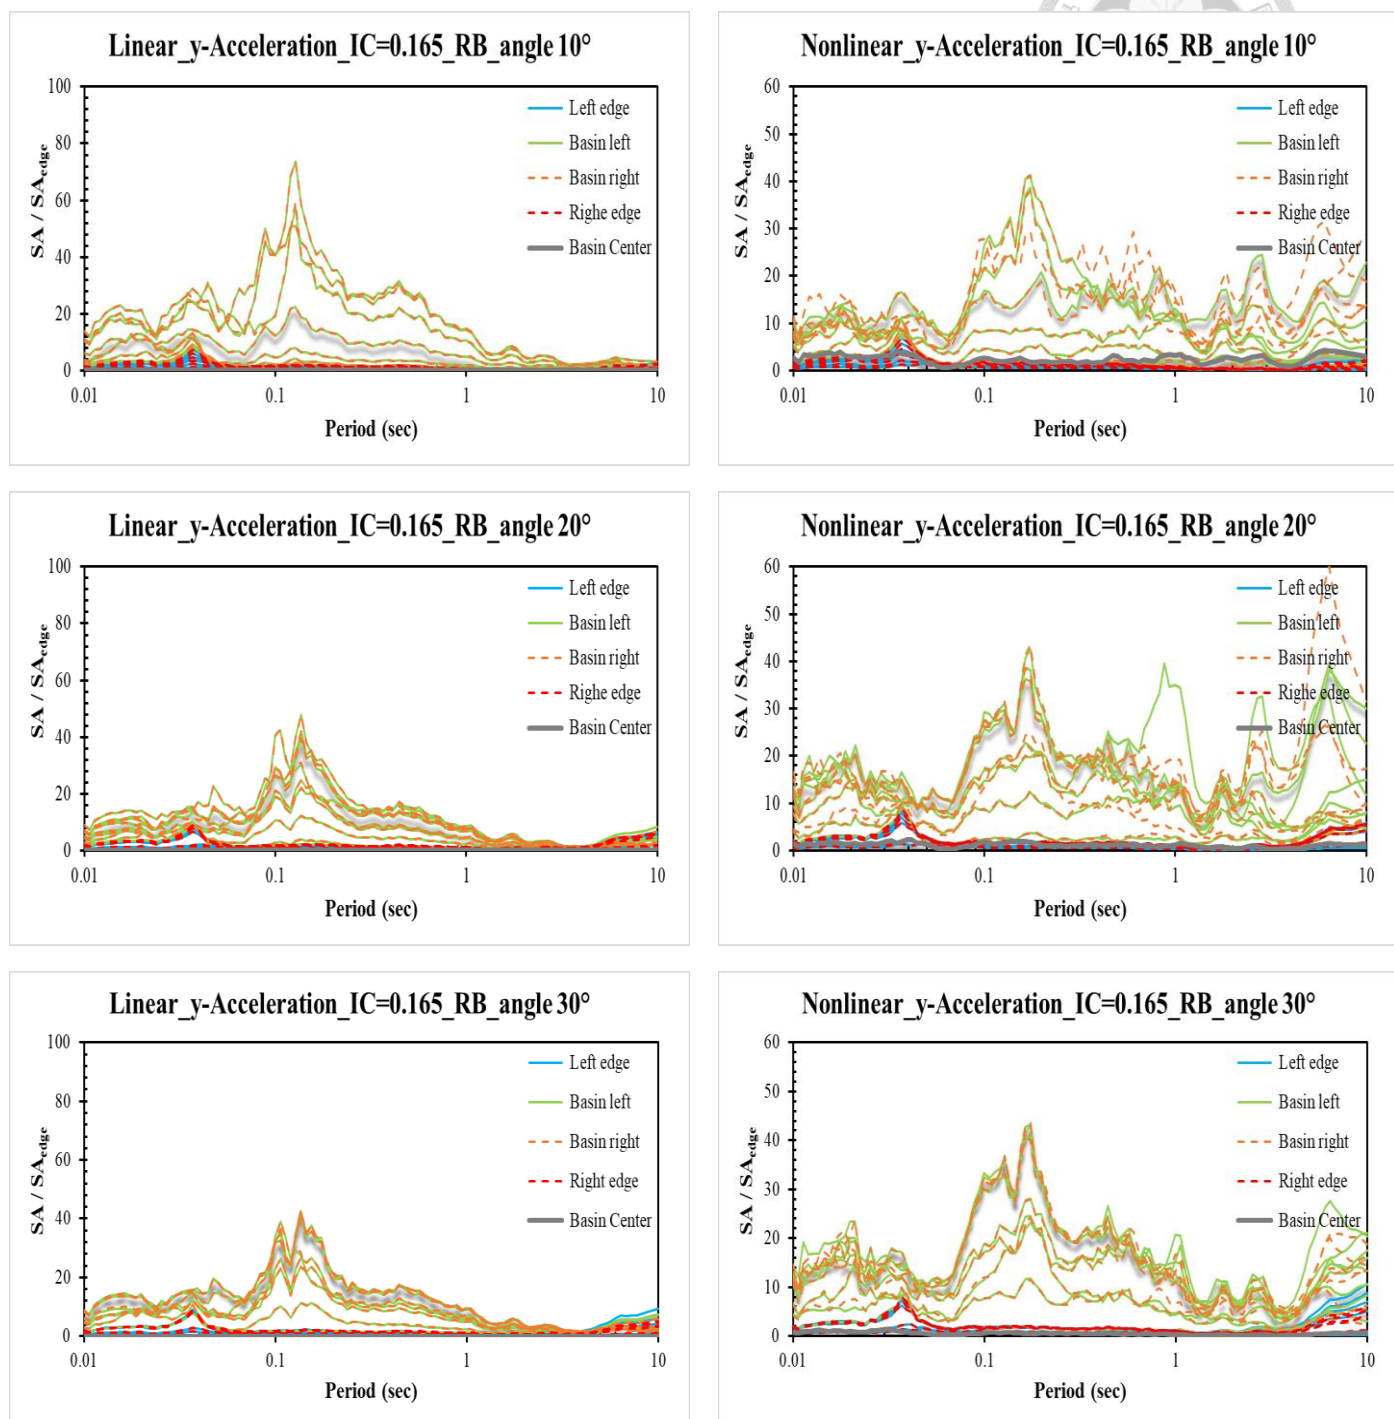 Linear_y-Acceleration_IC=0.165_RB_angle 10°
100
80
60
40
20
0
SA / SAedge
0.01
0.1
1
10
Period (sec)
Left edge
Basin left
Basin right
Righe edge
Basin Center
Nonlinear_y-Acceleration_IC=0.165_RB_angle 10°
60
50
40
30
20
10
0
SA / SAedge
0.01
0.1
1
10
Period (sec)
Left edge
Basin left
Basin right
Righe edge
Basin Center
Linear_y-Acceleration_IC=0.165_RB_angle 20°
100
80
60
40
20
0
SA / SAedge
0.01
0.1
1
10
Period (sec)
Left edge
Basin left
Basin right
Righe edge
Basin Center
Nonlinear_y-Acceleration_IC=0.165_RB_angle 20°
60
50
40
30
20
10
0
SA / SAedge
0.01
0.1
1
10
Period (sec)
Left edge
Basin left
Basin right
Righe edge
Basin Center
Linear_y-Acceleration_IC=0.165_RB_angle 30°
100
80
60
40
20
0
SA / SAedge
0.01
0.1
1
10
Period (sec)
Left edge
Basin left
Basin right
Right edge
Basin Center
Nonlinear_y-Acceleration_IC=0.165_RB_angle 30°
60
50
40
30
20
10
0
SA / SAedge
0.01
0.1
1
10
Period (sec)
Left edge
Basin left
Basin right
Right edge
Basin Center